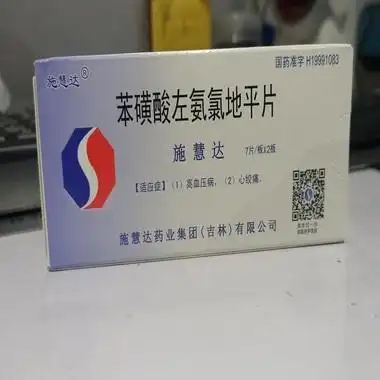 施慧达®
国药准字 H19991083
苯磺酸左氨氯地平片
施慧达 7片/板x2板
【适应症】(1) 高血压病, (2) 心绞痛.
施慧达药业集团(吉林)有限公司